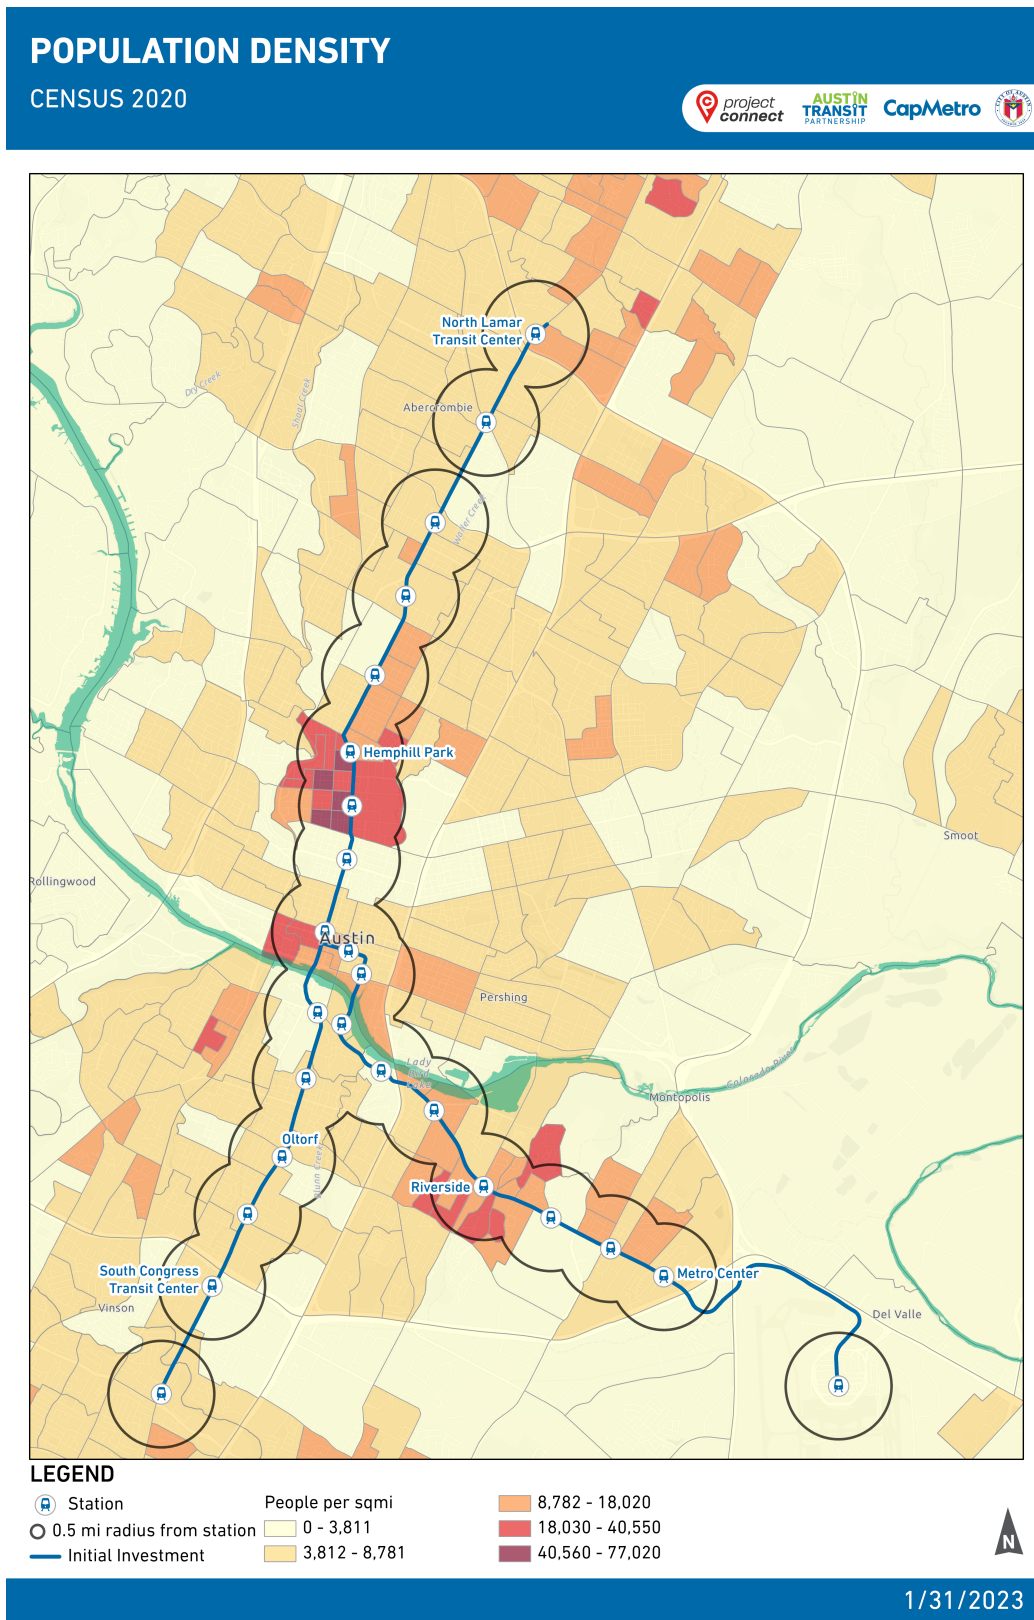 POPULATION DENSITY
CENSUS 2020
project
connect
AUSTIN
TRANSIT
PARTNERSHIP
CapMetro
North Lamar
Transit Center
Dry Creek
Shoal Creek
Abercrombie
Waller Creek
Hemphill Park
Smoot
Rollingwood
Austin
Pershing
Lady
Bird
Lake
Colorado River
Montopolis
Oltorf
Blunn Creek
Riverside
South Congress
Transit Center
Metro Center
Vinson
Del Valle
LEGEND
Station
0.5 mi radius from station
Initial Investment
People per sqmi
0 - 3,811
3,812 - 8,781
8,782 - 18,020
18,030 - 40,550
40,560 - 77,020
N
1/31/2023